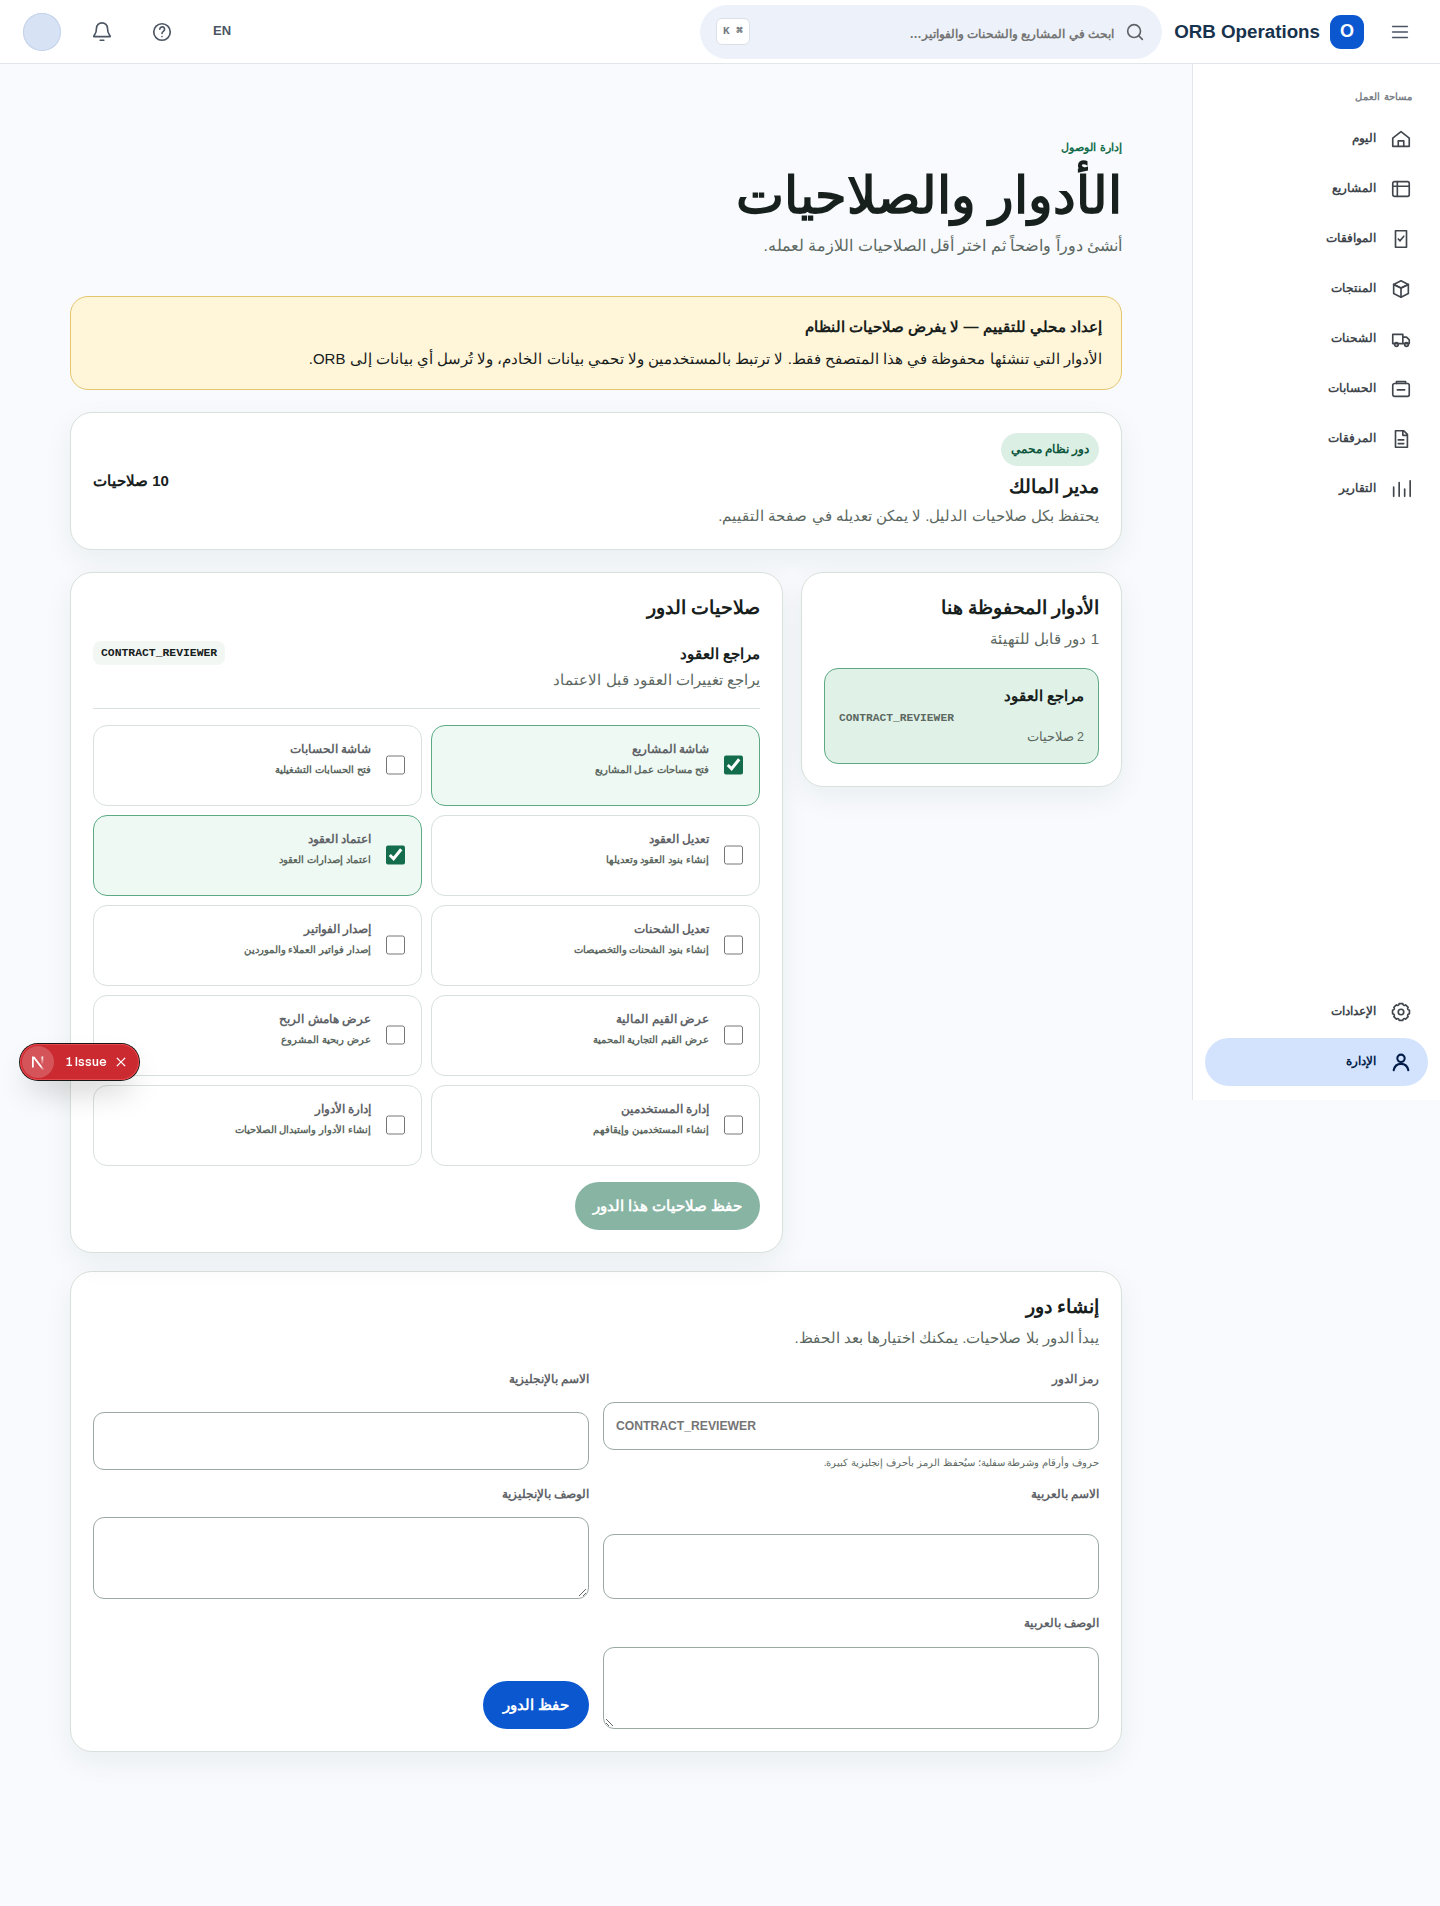 ORB Operations
O
ابحث في المشاريع والشحنات والفواتير...
K ⌘
EN
مساحة العمل
اليوم
المشاريع
الموافقات
المنتجات
الشحنات
الحسابات
المرفقات
التقارير
الإعدادات
الإدارة
إدارة الوصول
الأدوار والصلاحيات
أنشئ دوراً واضحاً ثم اختر أقل الصلاحيات اللازمة لعمله.
إعداد محلي للتقييم — لا يفرض صلاحيات النظام
الأدوار التي تنشئها محفوظة في هذا المتصفح فقط. لا ترتبط بالمستخدمين ولا تحمي بيانات الخادم، ولا تُرسل أي بيانات إلى ORB.
دور نظام محمي
مدير المالك
يحتفظ بكل صلاحيات الدليل. لا يمكن تعديله في صفحة التقييم.
10 صلاحيات
الأدوار المحفوظة هنا
1 دور قابل للتهيئة
مراجع العقود
CONTRACT_REVIEWER
2 صلاحيات
صلاحيات الدور
مراجع العقود
CONTRACT_REVIEWER
يراجع تغييرات العقود قبل الاعتماد
شاشة المشاريع
فتح مساحات عمل المشاريع
شاشة الحسابات
فتح الحسابات التشغيلية
تعديل العقود
إنشاء بنود العقود وتعديلها
اعتماد العقود
اعتماد إصدارات العقود
تعديل الشحنات
إنشاء بنود الشحنات والتخصيصات
إصدار الفواتير
إصدار فواتير العملاء والموردين
عرض القيم المالية
عرض القيم التجارية المحمية
عرض هامش الربح
عرض ربحية المشروع
إدارة المستخدمين
إنشاء المستخدمين وإيقافهم
إدارة الأدوار
إنشاء الأدوار واستبدال الصلاحيات
حفظ صلاحيات هذا الدور
1 Issue
إنشاء دور
يبدأ الدور بلا صلاحيات. يمكنك اختيارها بعد الحفظ.
رمز الدور
CONTRACT_REVIEWER
حروف وأرقام وشرطة سفلية؛ سيُحفظ الرمز بأحرف إنجليزية كبيرة.
الاسم بالإنجليزية
الاسم بالعربية
الوصف بالإنجليزية
الوصف بالعربية
حفظ الدور